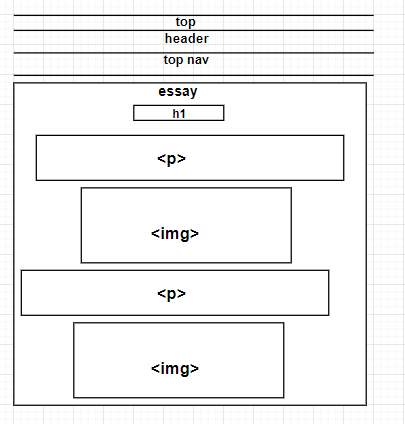 top
header
top nav
essay
h1
<p>
<img>
<p>
<img>